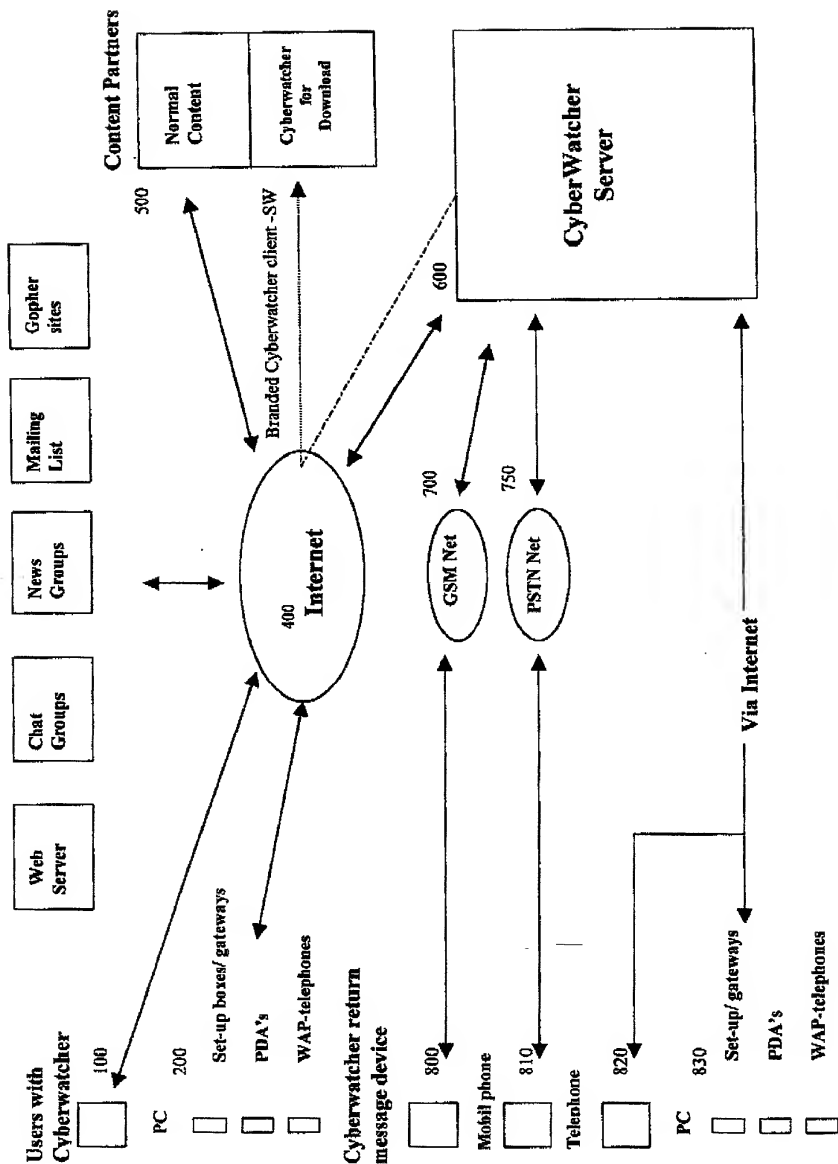 Users with
Cyberwatcher
100
PC
200
Set-up boxes/ gateways
PDA's
WAP-telephones
Cyberwatcher return
message device
800
Mobil phone
810
Telephone
820
PC
830
Set-up/ gateways
PDA's
WAP-telephones
Web
Server
Chat
Groups
News
Groups
Mailing
List
Gopher
sites
400
Internet
GSM Net
700
PSTN Net
750
Via Internet
Branded Cyberwatcher client -SW
Content Partners
500
Normal
Content
Cyberwatcher
for
Download
600
CyberWatcher
Server